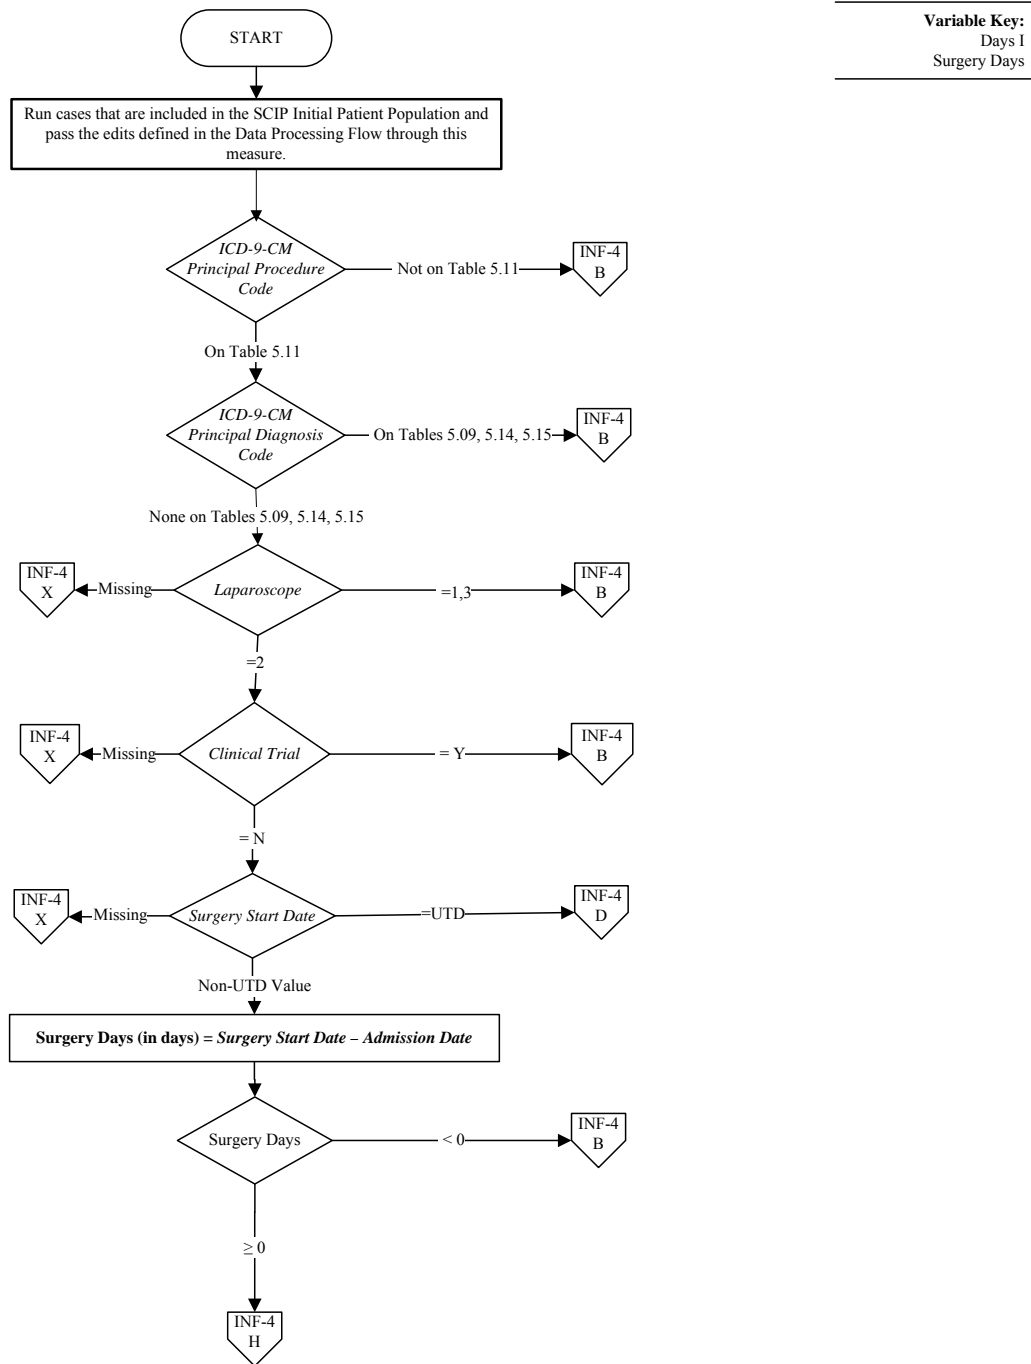 Variable Key:
Days I
Surgery Days
START
Run cases that are included in the SCIP Initial Patient Population and
pass the edits defined in the Data Processing Flow through this
measure.
ICD-9-CM
Principal Procedure
Code
Not on Table 5.11
INF-4
B
On Table 5.11
ICD-9-CM
Principal Diagnosis
Code
On Tables 5.09, 5.14, 5.15
INF-4
B
None on Tables 5.09, 5.14, 5.15
INF-4
X
Missing
Laparoscope
=1,3
INF-4
B
=2
INF-4
X
Missing
Clinical Trial
= Y
INF-4
B
= N
INF-4
X
Missing
Surgery Start Date
=UTD
INF-4
D
Non-UTD Value
Surgery Days (in days) = Surgery Start Date – Admission Date
Surgery Days
< 0
INF-4
B
≥ 0
INF-4
H